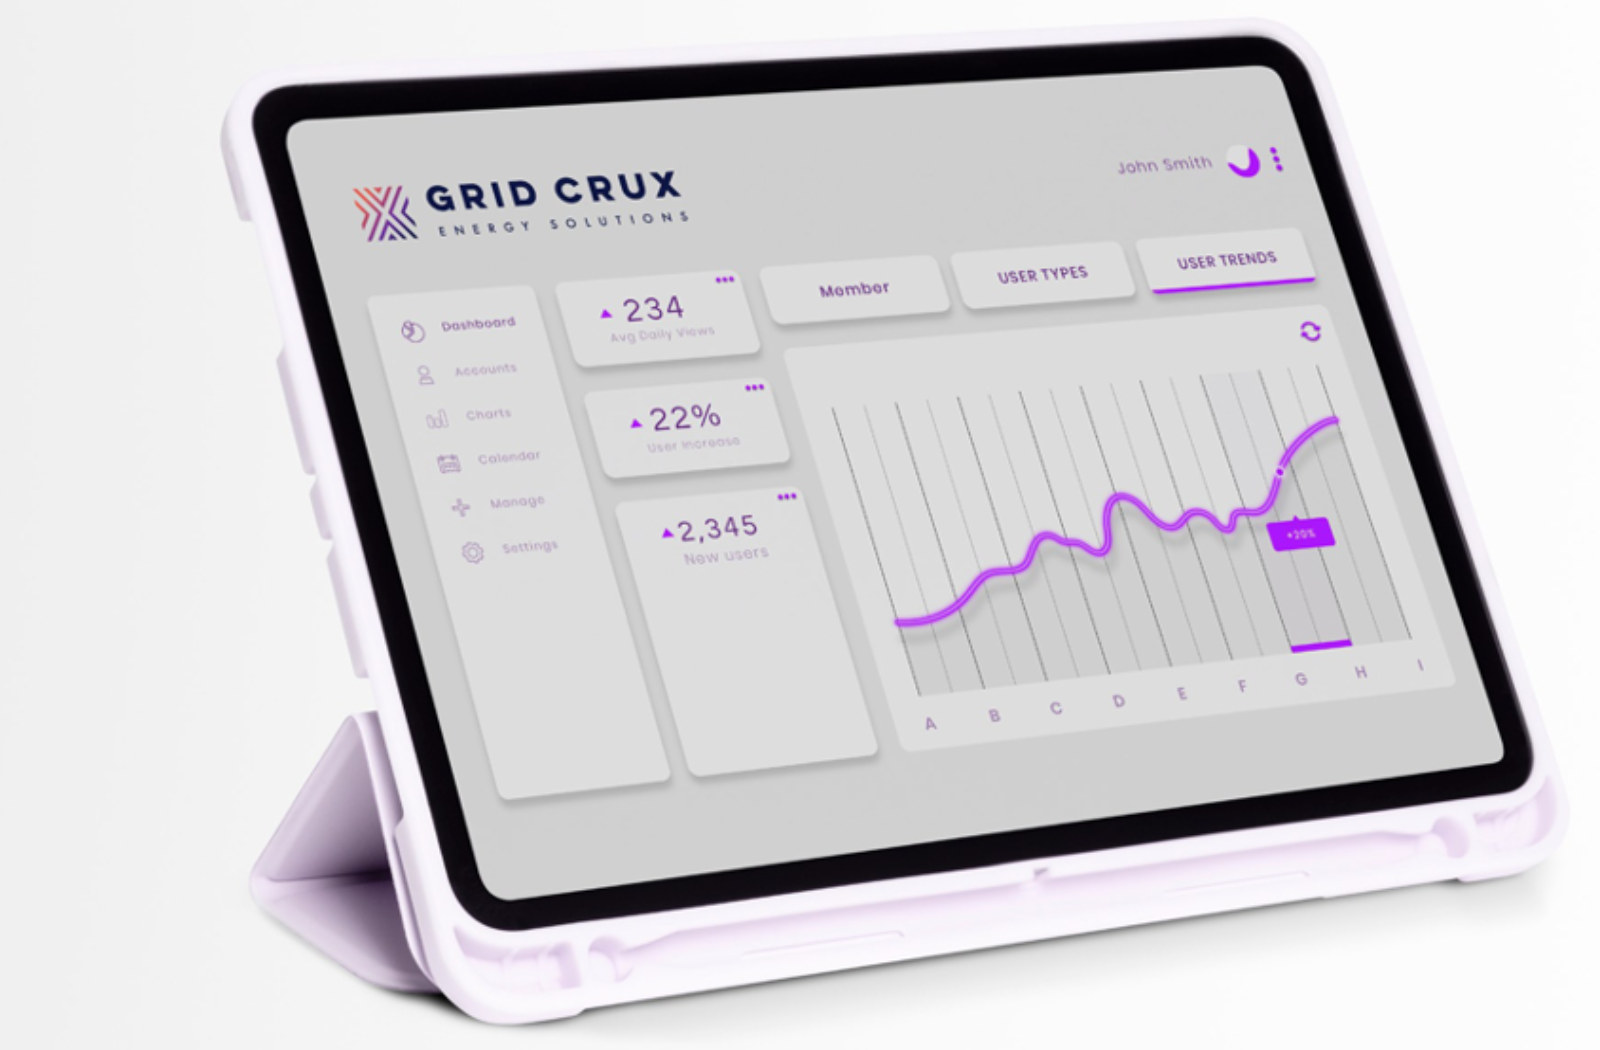 GRID CRUX
ENERGY SOLUTIONS
John Smith
Dashboard
Accounts
Charts
Calendar
Manage
Settings
234
Avg Daily Views
22%
User Increase
2,345
New users
Member
USER TYPES
USER TRENDS
A B C D E F G H I